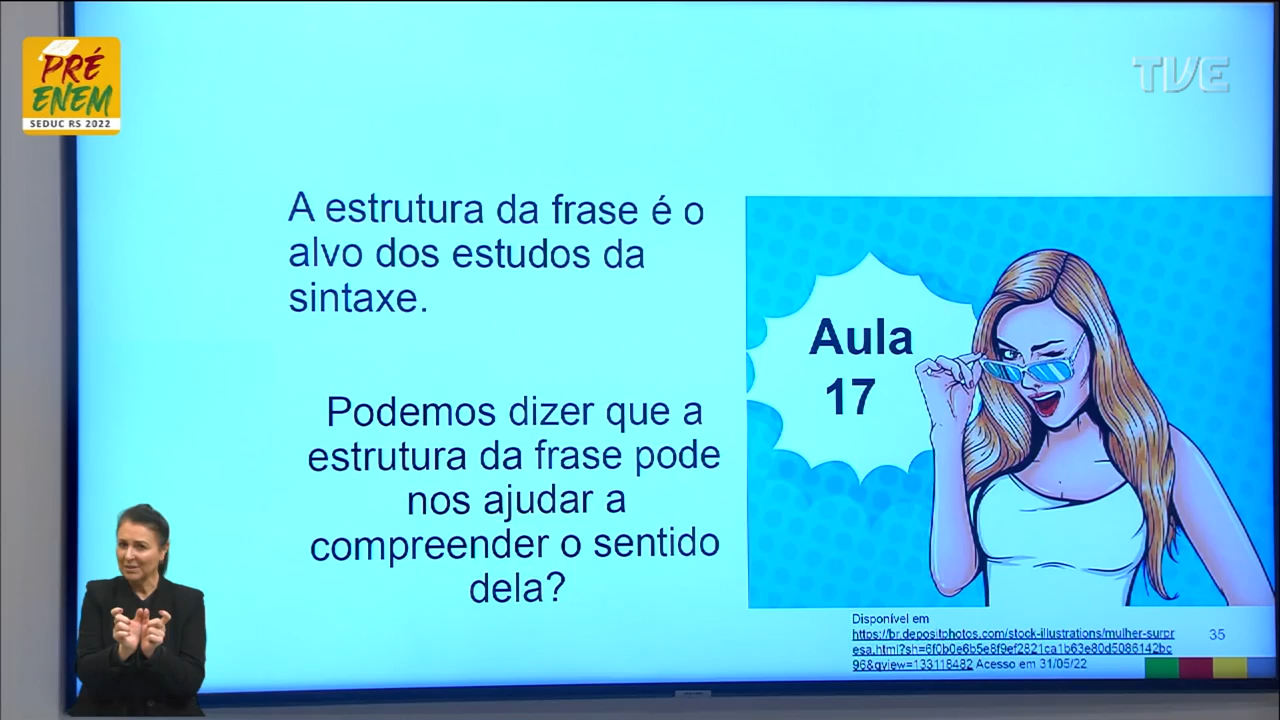 PRÉ
ENEM
SEDUC RS 2022
TVE
A estrutura da frase é o
alvo dos estudos da
sintaxe.
Podemos dizer que a
estrutura da frase pode
nos ajudar a
compreender o sentido
dela?
Aula
17
Disponível em
https://br.depositphotos.com/stock-illustrations/mulher-surpr
esa.html?sh=6f0b0e6b5e8f9ef2821ca1b63e80d5086142bc
96&qview=133118482 Acesso em 31/05/22
35